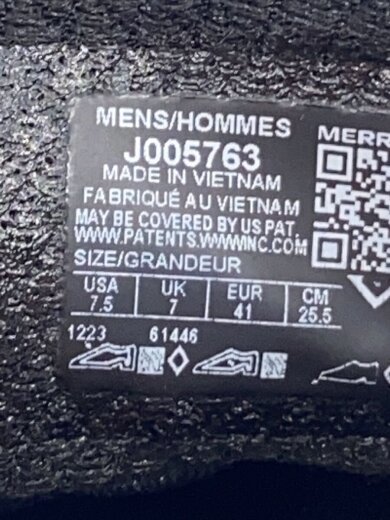 MENS/HOMMES
MERR
J005763
MADE IN VIETNAM
FABRIQUÉ AU VIETNAM
MAY BE COVERED BY US PAT.
WWW.PATENTS.WWWINC.COM
SIZE/GRANDEUR
USA UK EUR CM
7.5 7 41 25.5
1223 61446